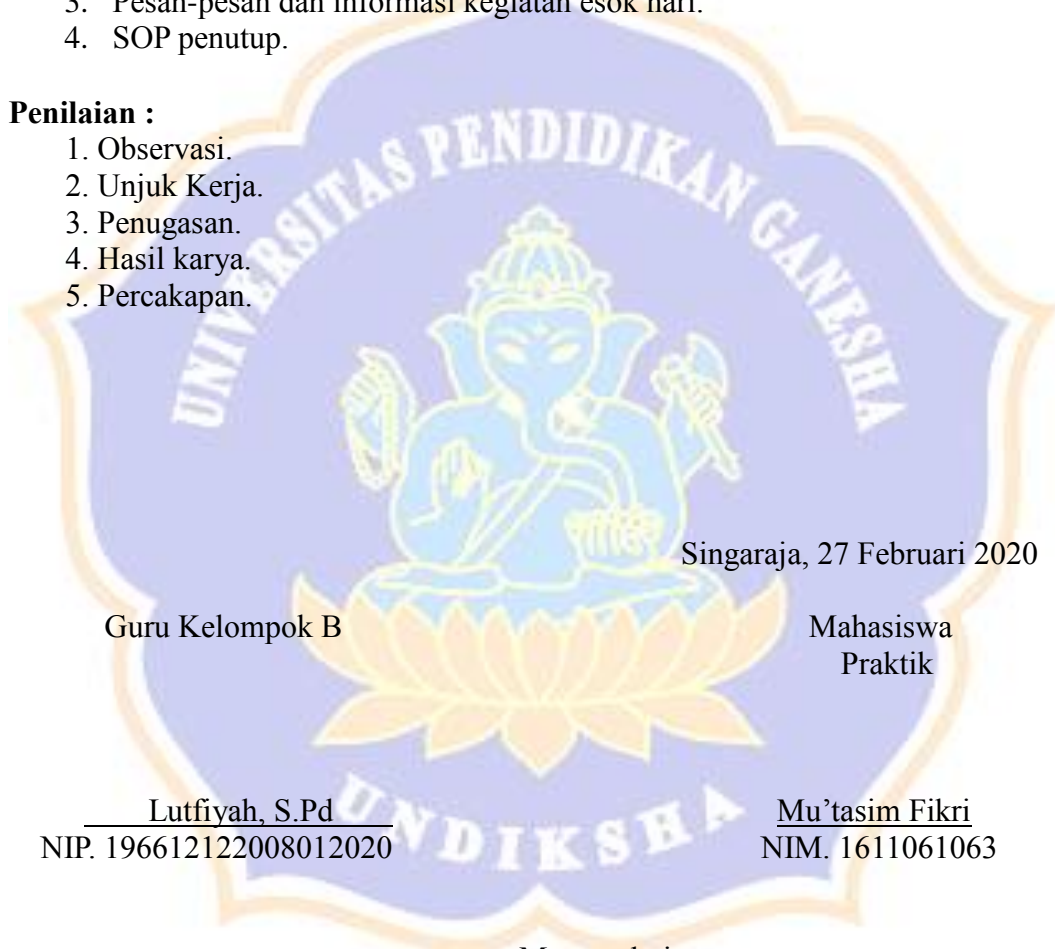 3. Pesan-pesan dan informasi kegiatan esok hari.
4. SOP penutup.
Penilaian :
1. Observasi.
2. Unjuk Kerja.
3. Penugasan.
4. Hasil karya.
5. Percakapan.
UNIVERSITAS PENDIDIKAN GANESHA
Singaraja, 27 Februari 2020
Guru Kelompok B
Mahasiswa
Praktik
Lutfiyah, S.Pd
Mu’tasim Fikri
NIP. 196612122008012020
NIM. 1611061063
UNDIKSHA